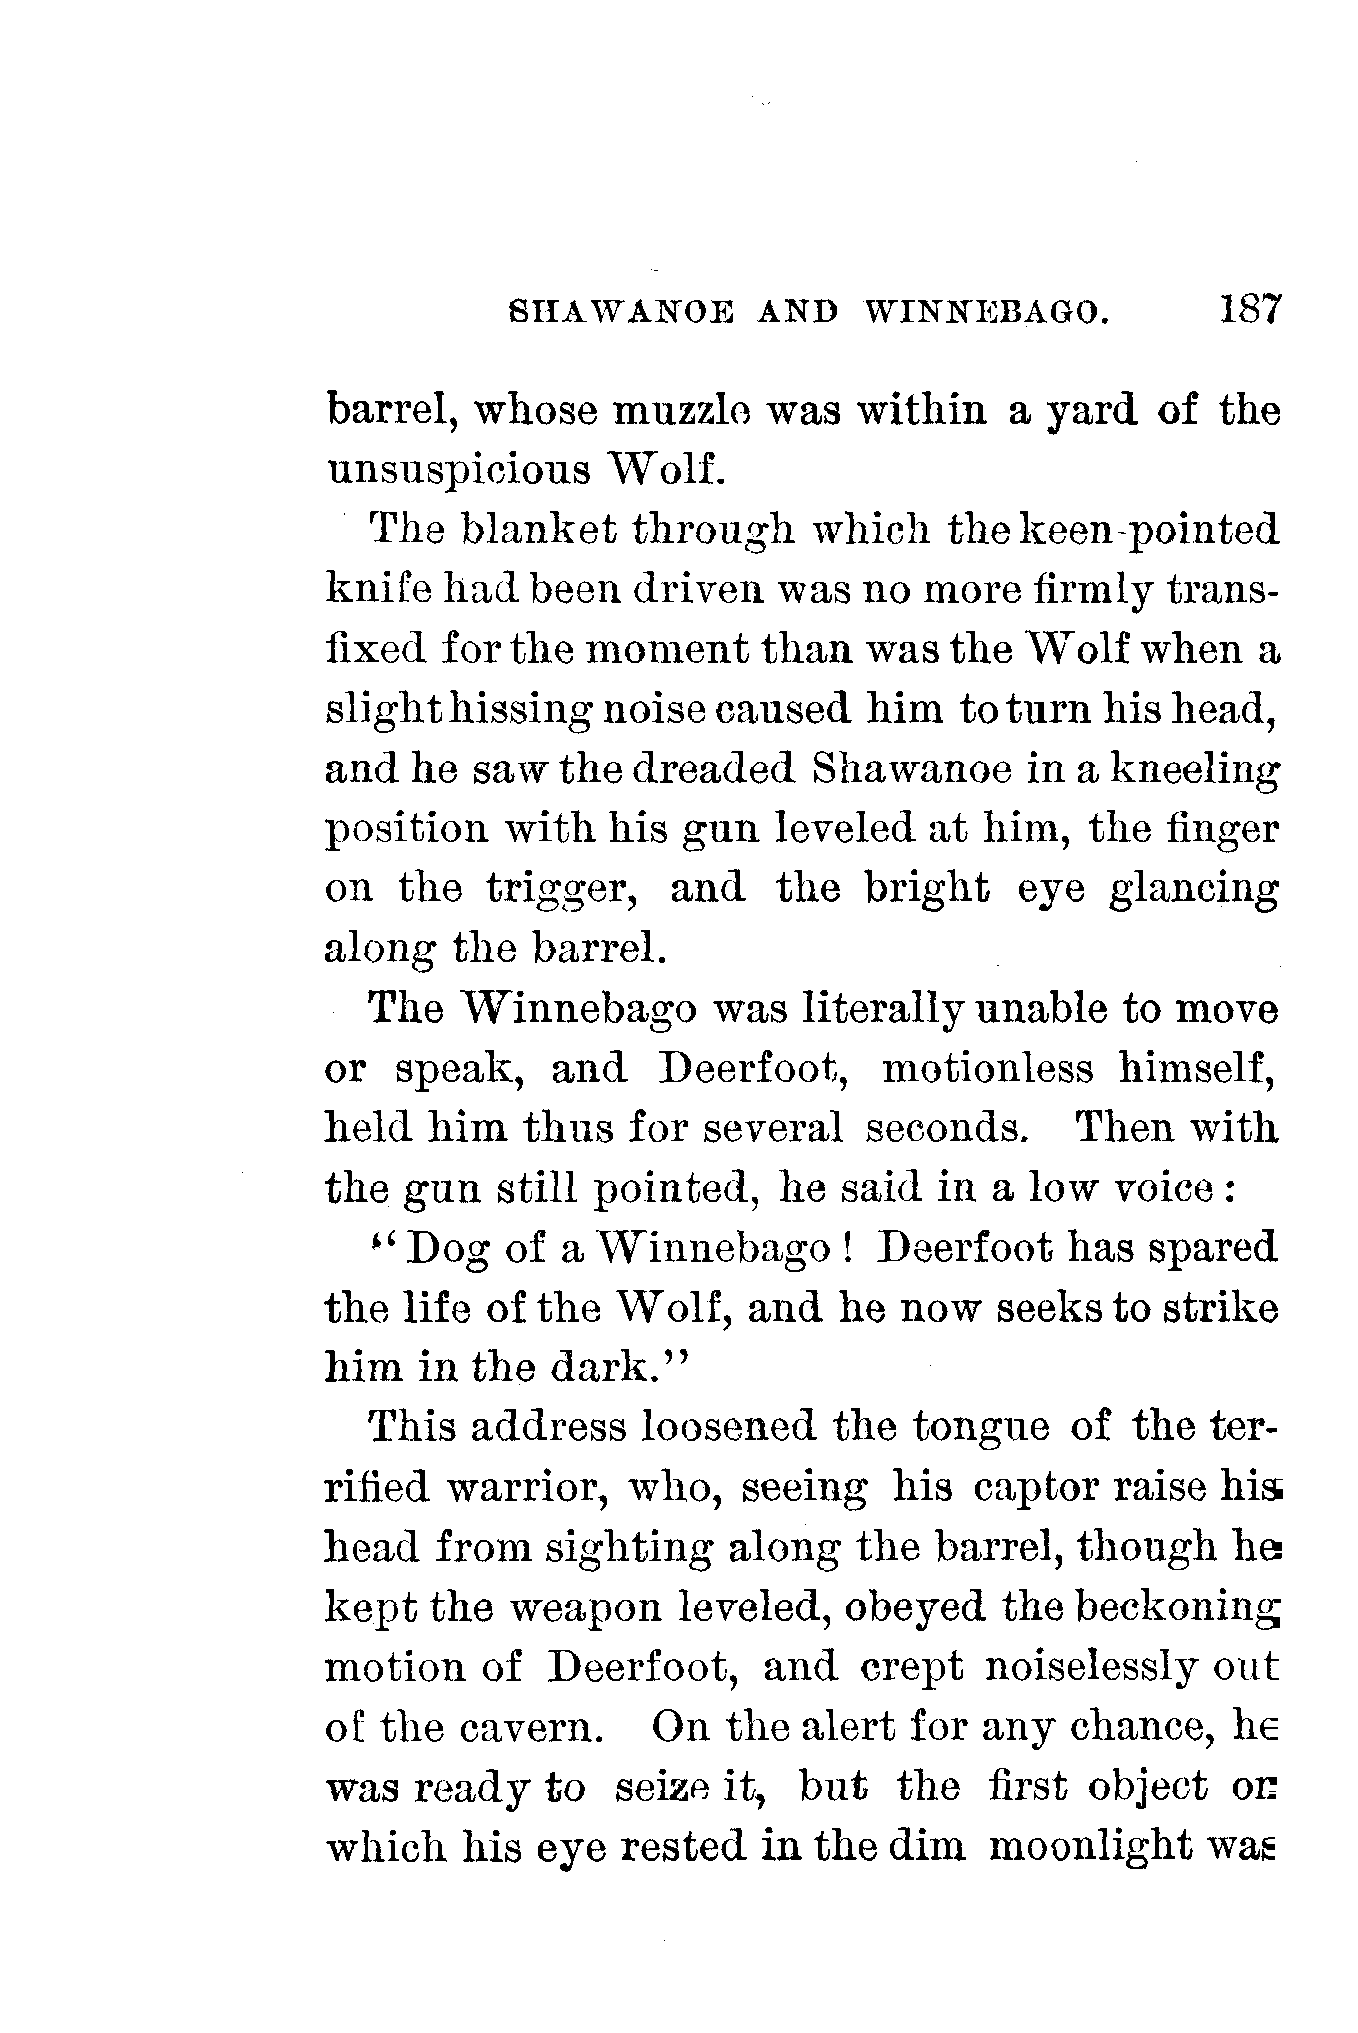 SHAWANOE AND WINNEBAGO. 187
barrel, whose muzzle was within a yard of the
unsuspicious Wolf.
The blanket through which the keen-pointed
knife had been driven was no more firmly trans-
fixed for the moment than was the Wolf when a
slight hissing noise caused him to turn his head,
and he saw the dreaded Shawanoe in a kneeling
position with his gun leveled at him, the finger
on the trigger, and the bright eye glancing
along the barrel.
The Winnebago was literally unable to move
or speak, and Deerfoot, motionless himself,
held him thus for several seconds. Then with
the gun still pointed, he said in a low voice :
"Dog of a Winnebago ! Deerfoot has spared
the life of the Wolf, and he now seeks to strike
him in the dark."
This address loosened the tongue of the ter-
rified warrior, who, seeing his captor raise his
head from sighting along the barrel, though he
kept the weapon leveled, obeyed the beckoning
motion of Deerfoot, and crept noiselessly out
of the cavern. On the alert for any chance, he
was ready to seize it, but the first object on
which his eye rested in the dim moonlight was